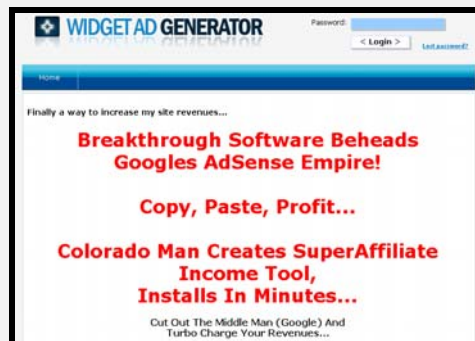 WIDGET AD GENERATOR
Password:
< Login >
Lost password?
Home
Finally a way to increase my site revenues...
Breakthrough Software Beheads
Googles AdSense Empire!
Copy, Paste, Profit...
Colorado Man Creates SuperAffiliate
Income Tool,
Installs In Minutes...
Cut Out The Middle Man (Google) And
Turbo Charge Your Revenues...